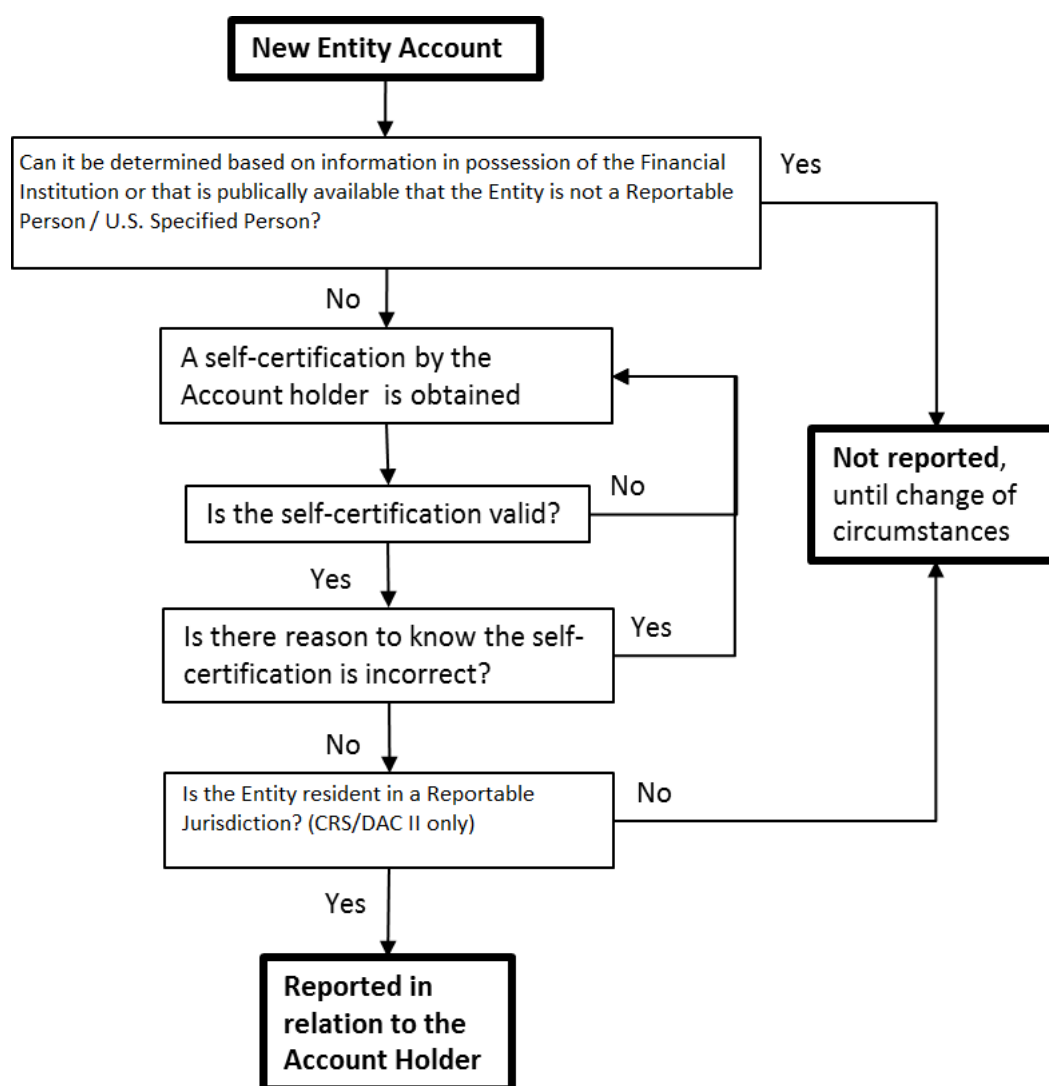 New Entity Account
Can it be determined based on information in possession of the Financial
Institution or that is publically available that the Entity is not a Reportable
Person / U.S. Specified Person?
Yes
No
A self-certification by the
Account holder is obtained
Not reported,
until change of
circumstances
Is the self-certification valid?
No
Yes
Is there reason to know the self-
certification is incorrect?
Yes
No
Is the Entity resident in a Reportable
Jurisdiction? (CRS/DAC II only)
No
Yes
Reported in
relation to the
Account Holder